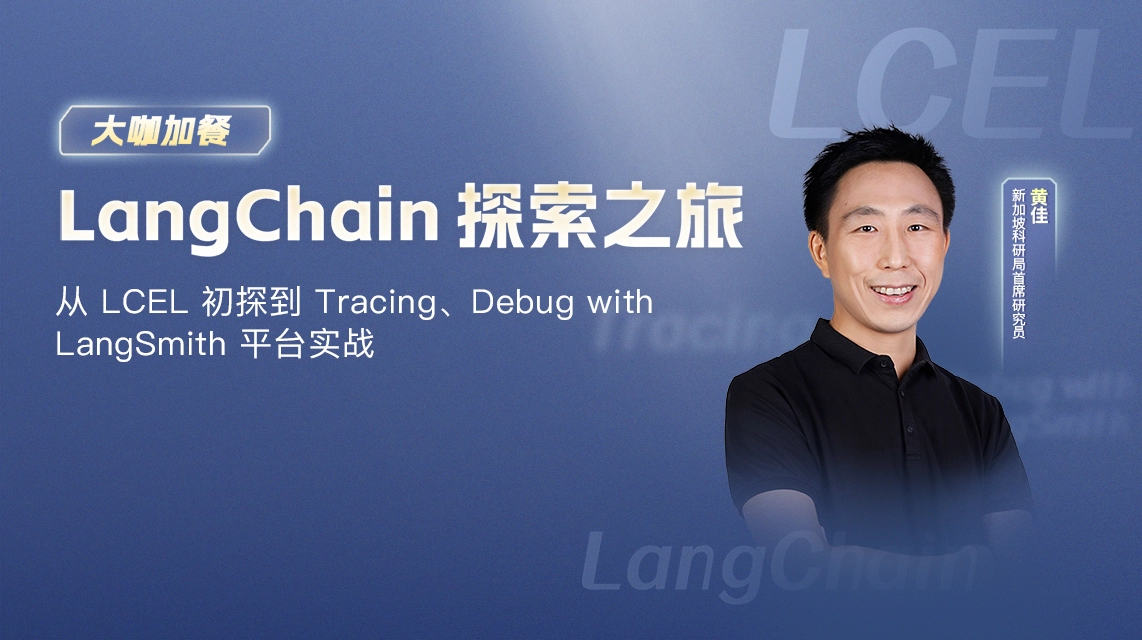 LCEL
大咖加餐
LangChain 探索之旅
从 LCEL 初探到 Tracing、Debug with
LangSmith 平台实战
黄佳
新加坡科研局首席研究员
LangChain